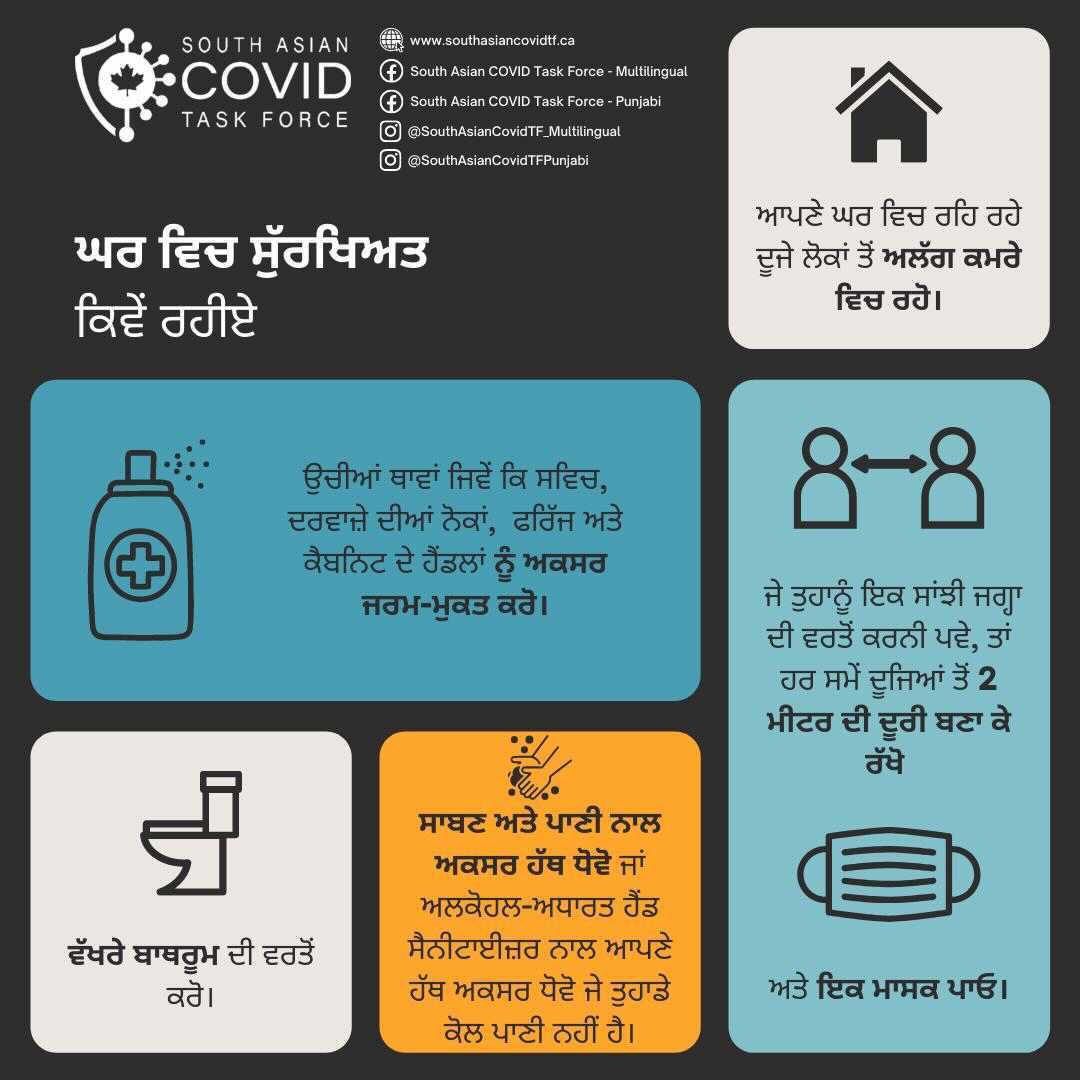 SOUTH ASIAN
COVID
TASK FORCE
www.southasiancovidtf.ca
South Asian COVID Task Force - Multilingual
South Asian COVID Task Force - Punjabi
@SouthAsianCovidTF_Multilingual
@SouthAsianCovidTFPunjabi
ਘਰ ਵਿਚ ਸੁੱਰਖਿਅਤ
ਕਿਵੇਂ ਰਹੀਏ
ਆਪਣੇ ਘਰ ਵਿਚ ਰਹਿ ਰਹੇ
ਦੂਜੇ ਲੋਕਾਂ ਤੋਂ ਅਲੱਗ ਕਮਰੇ
ਵਿਚ ਰਹੋ।
ਉਚੀਆਂ ਥਾਵਾਂ ਜਿਵੇਂ ਕਿ ਸਵਿਚ,
ਦਰਵਾਜ਼ੇ ਦੀਆਂ ਨੋਕਾਂ, ਫਰਿੱਜ ਅਤੇ
ਕੈਬਨਿਟ ਦੇ ਹੈਂਡਲਾਂ ਨੂੰ ਅਕਸਰ
ਜਰਮ-ਮੁਕਤ ਕਰੋ।
ਜੇ ਤੁਹਾਨੂੰ ਇਕ ਸਾਂਝੀ ਜਗ੍ਹਾ
ਦੀ ਵਰਤੋਂ ਕਰਨੀ ਪਵੇ, ਤਾਂ
ਹਰ ਸਮੇਂ ਦੂਜਿਆਂ ਤੋਂ 2
ਮੀਟਰ ਦੀ ਦੂਰੀ ਬਣਾ ਕੇ
ਰੱਖੋ
ਅਤੇ ਇਕ ਮਾਸਕ ਪਾਓ।
ਵੱਖਰੇ ਬਾਥਰੂਮ ਦੀ ਵਰਤੋਂ
ਕਰੋ।
ਸਾਬਣ ਅਤੇ ਪਾਣੀ ਨਾਲ
ਅਕਸਰ ਹੱਥ ਧੋਵੋ ਜਾਂ
ਅਲਕੋਹਲ-ਅਧਾਰਤ ਹੈਂਡ
ਸੈਨੀਟਾਈਜ਼ਰ ਨਾਲ ਆਪਣੇ
ਹੱਥ ਅਕਸਰ ਧੋਵੋ ਜੇ ਤੁਹਾਡੇ
ਕੋਲ ਪਾਣੀ ਨਹੀਂ ਹੈ।